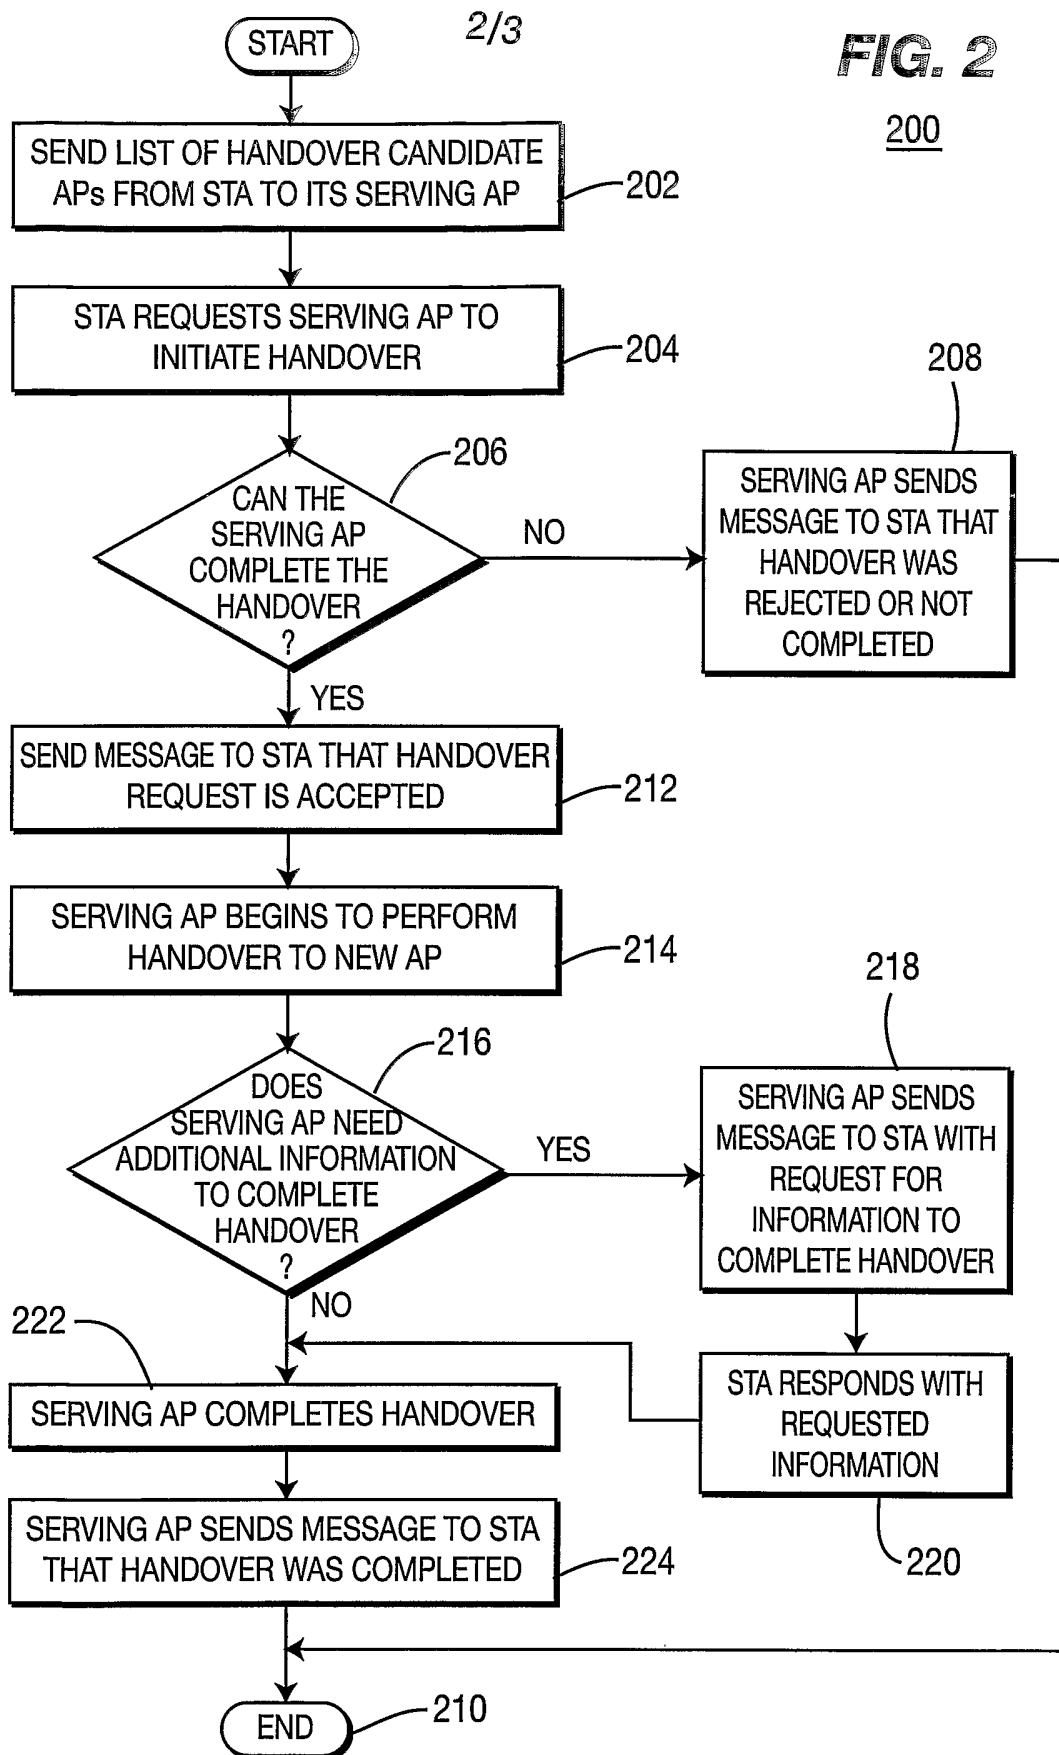 2/3
FIG. 2
200
START
SEND LIST OF HANDOVER CANDIDATE
APs FROM STA TO ITS SERVING AP
202
STA REQUESTS SERVING AP TO
INITIATE HANDOVER
204
206
CAN THE
SERVING AP
COMPLETE THE
HANDOVER
?
NO
208
SERVING AP SENDS
MESSAGE TO STA THAT
HANDOVER WAS
REJECTED OR NOT
COMPLETED
YES
SEND MESSAGE TO STA THAT HANDOVER
REQUEST IS ACCEPTED
212
SERVING AP BEGINS TO PERFORM
HANDOVER TO NEW AP
214
216
DOES
SERVING AP NEED
ADDITIONAL INFORMATION
TO COMPLETE
HANDOVER
?
YES
218
SERVING AP SENDS
MESSAGE TO STA WITH
REQUEST FOR
INFORMATION TO
COMPLETE HANDOVER
NO
STA RESPONDS WITH
REQUESTED
INFORMATION
220
222
SERVING AP COMPLETES HANDOVER
SERVING AP SENDS MESSAGE TO STA
THAT HANDOVER WAS COMPLETED
224
END
210